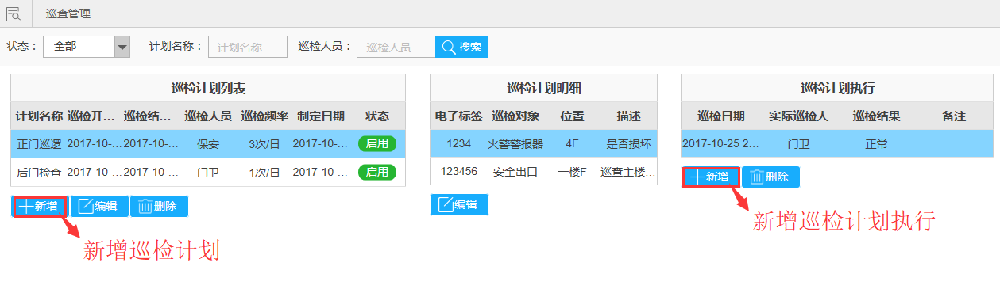 巡查管理
状态： 全部 计划名称： 计划名称 巡检人员： 巡检人员 搜索
巡检计划列表
计划名称 巡检开... 巡检结... 巡检人员 巡检频率 制定日期 状态
正门巡逻 2017-10-... 2017-10-... 保安 3次/日 2017-10-... 启用
后门检查 2017-10-... 2017-10-... 门卫 1次/日 2017-10-... 启用
新增 编辑 删除
新增巡检计划
巡检计划明细
电子标签 巡检对象 位置 描述
1234 火警警报器 4F 是否损坏
123456 安全出口 一楼F 巡查主楼...
编辑
巡检计划执行
巡检日期 实际巡检人 巡检结果 备注
2017-10-25 2... 门卫 正常
新增 删除
新增巡检计划执行